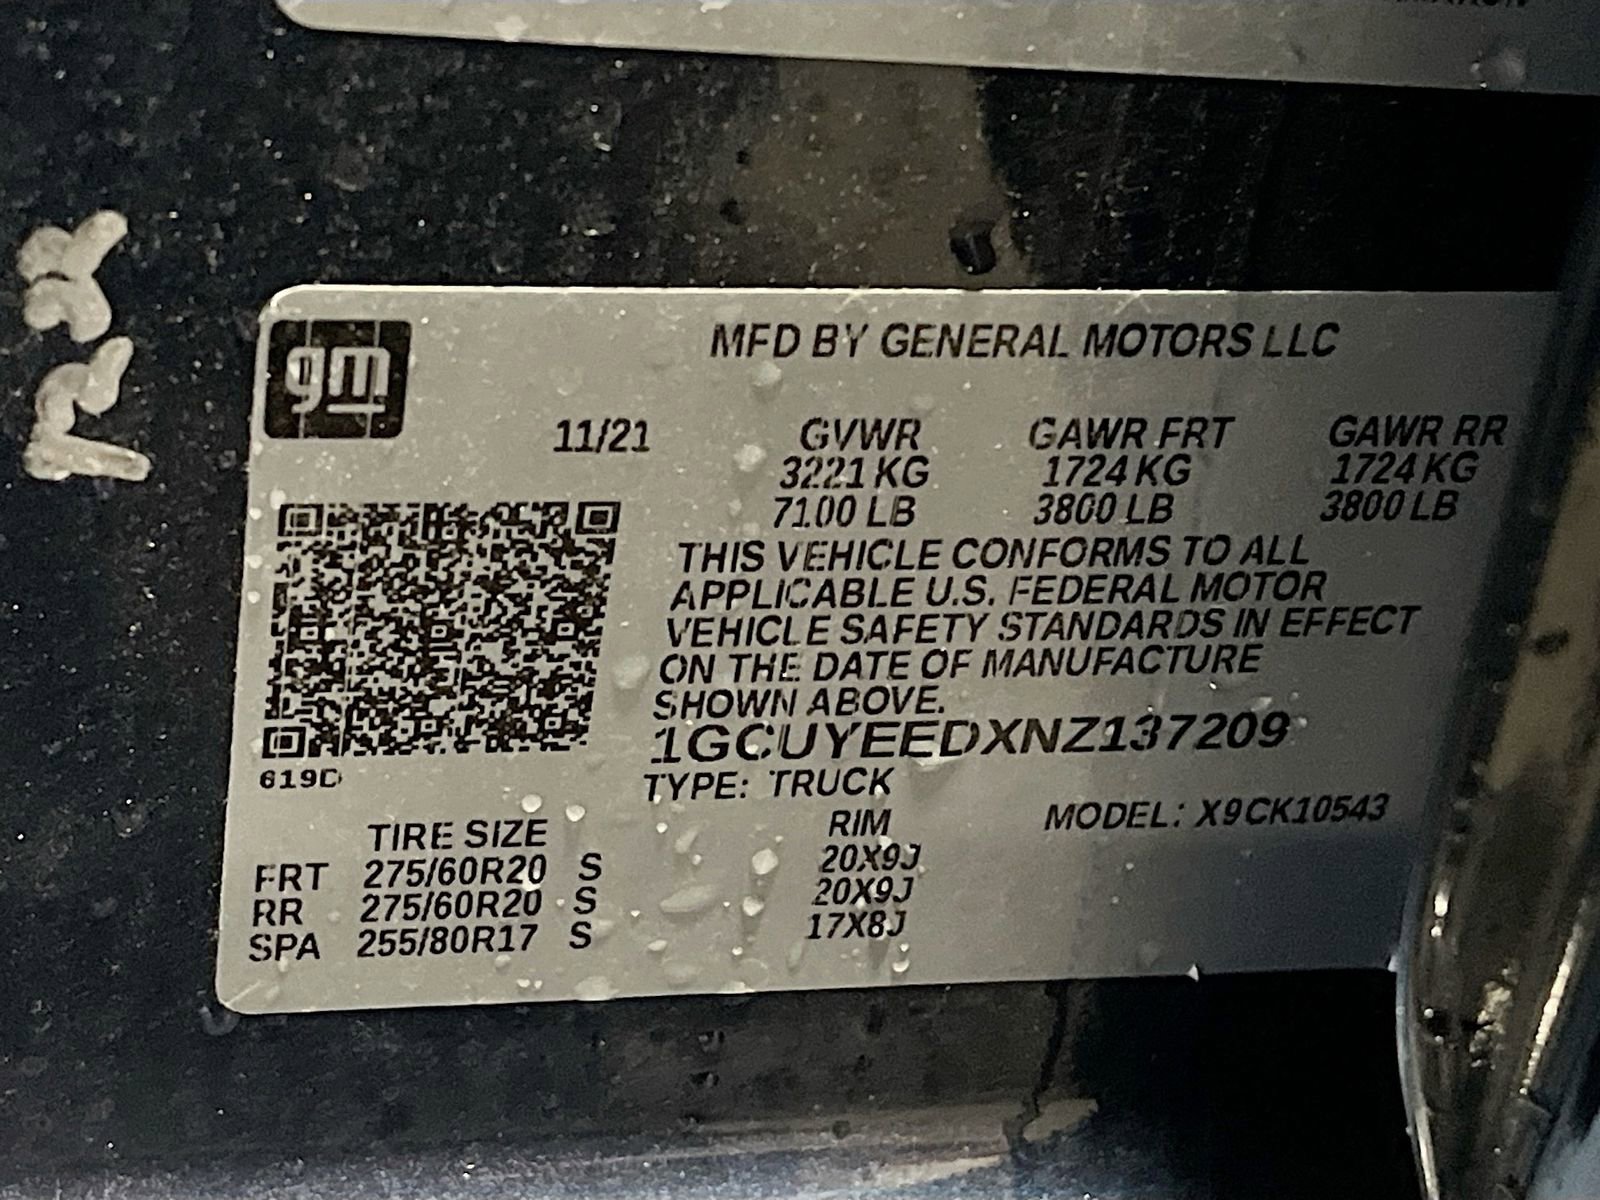 gm
MFD BY GENERAL MOTORS LLC
11/21 GVWR GAWR FRT GAWR RR
3221 KG 1724 KG 1724 KG
7100 LB 3800 LB 3800 LB
THIS VEHICLE CONFORMS TO ALL
APPLICABLE U.S. FEDERAL MOTOR
VEHICLE SAFETY STANDARDS IN EFFECT
ON THE DATE OF MANUFACTURE
SHOWN ABOVE.
1GCUYEEDXNZ137209
619D
TYPE: TRUCK
MODEL: X9CK10543
TIRE SIZE RIM
FRT 275/60R20 S 20X9J
RR 275/60R20 S 20X9J
SPA 255/80R17 S 17X8J